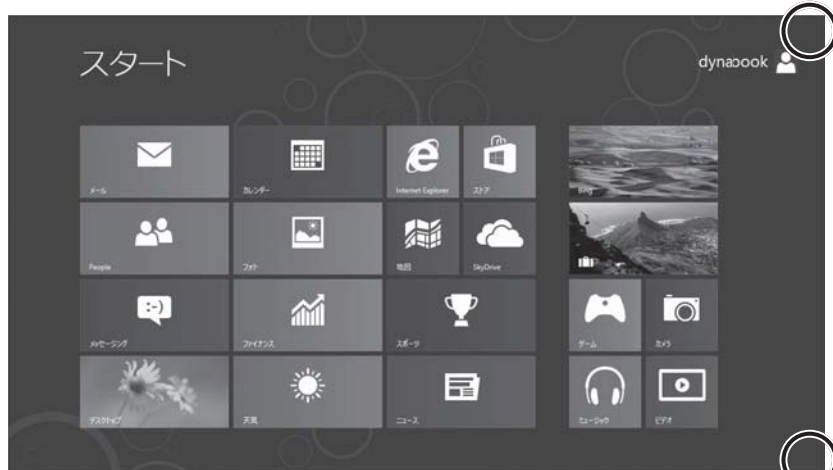 スタート
dynabook
メール
カレンダー
Internet Explorer
ストア
Bing
People
フォト
地図
SkyDrive
メッセージング
ファイナンス
スポーツ
ゲーム
カメラ
デスクトップ
天気
ニュース
ミュージック
ビデオ